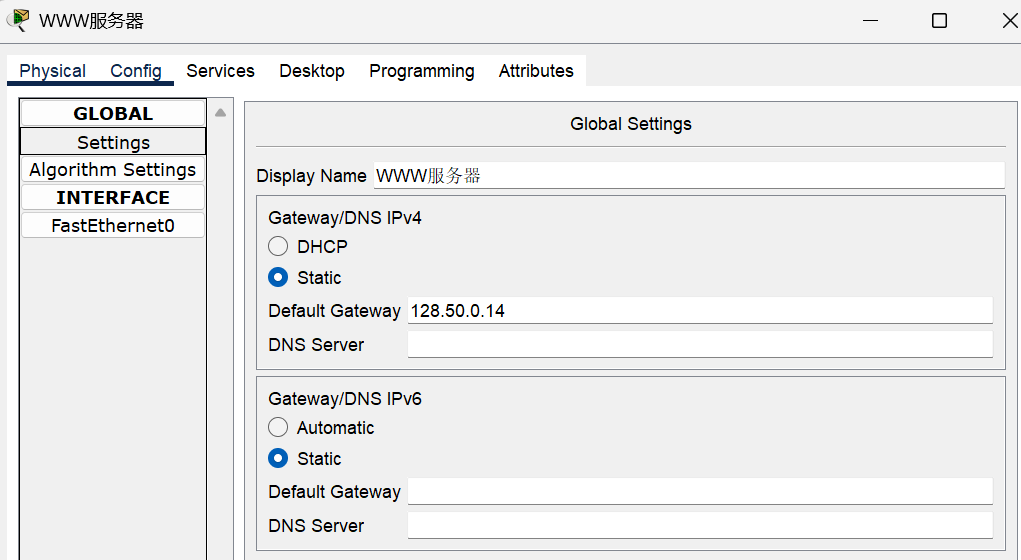 WWW服务器
Physical Config Services Desktop Programming Attributes
GLOBAL
Settings
Algorithm Settings
INTERFACE
FastEthernet0
Global Settings
Display Name WWW服务器
Gateway/DNS IPv4
DHCP
Static
Default Gateway 128.50.0.14
DNS Server
Gateway/DNS IPv6
Automatic
Static
Default Gateway
DNS Server